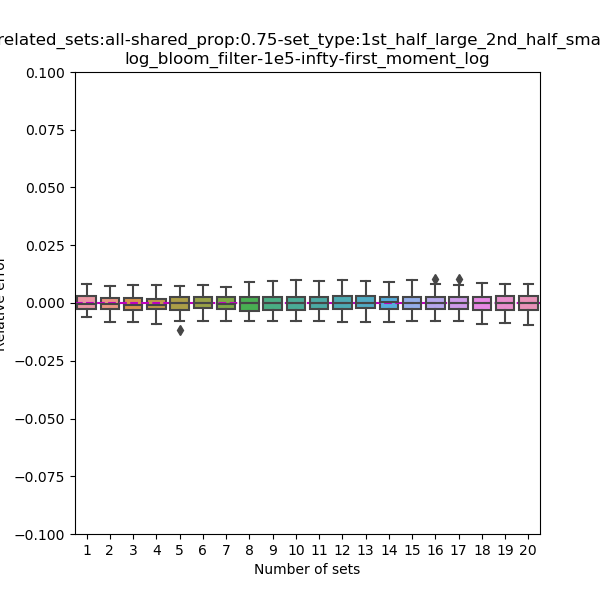 related_sets:all-shared_prop:0.75-set_type:1st_half_large_2nd_half_sma
log_bloom_filter-1e5-infty-first_moment_log
0.100
0.075
0.050
0.025
0.000
−0.025
−0.050
−0.075
−0.100
Relative error
1 2 3 4 5 6 7 8 9 10 11 12 13 14 15 16 17 18 19 20
Number of sets